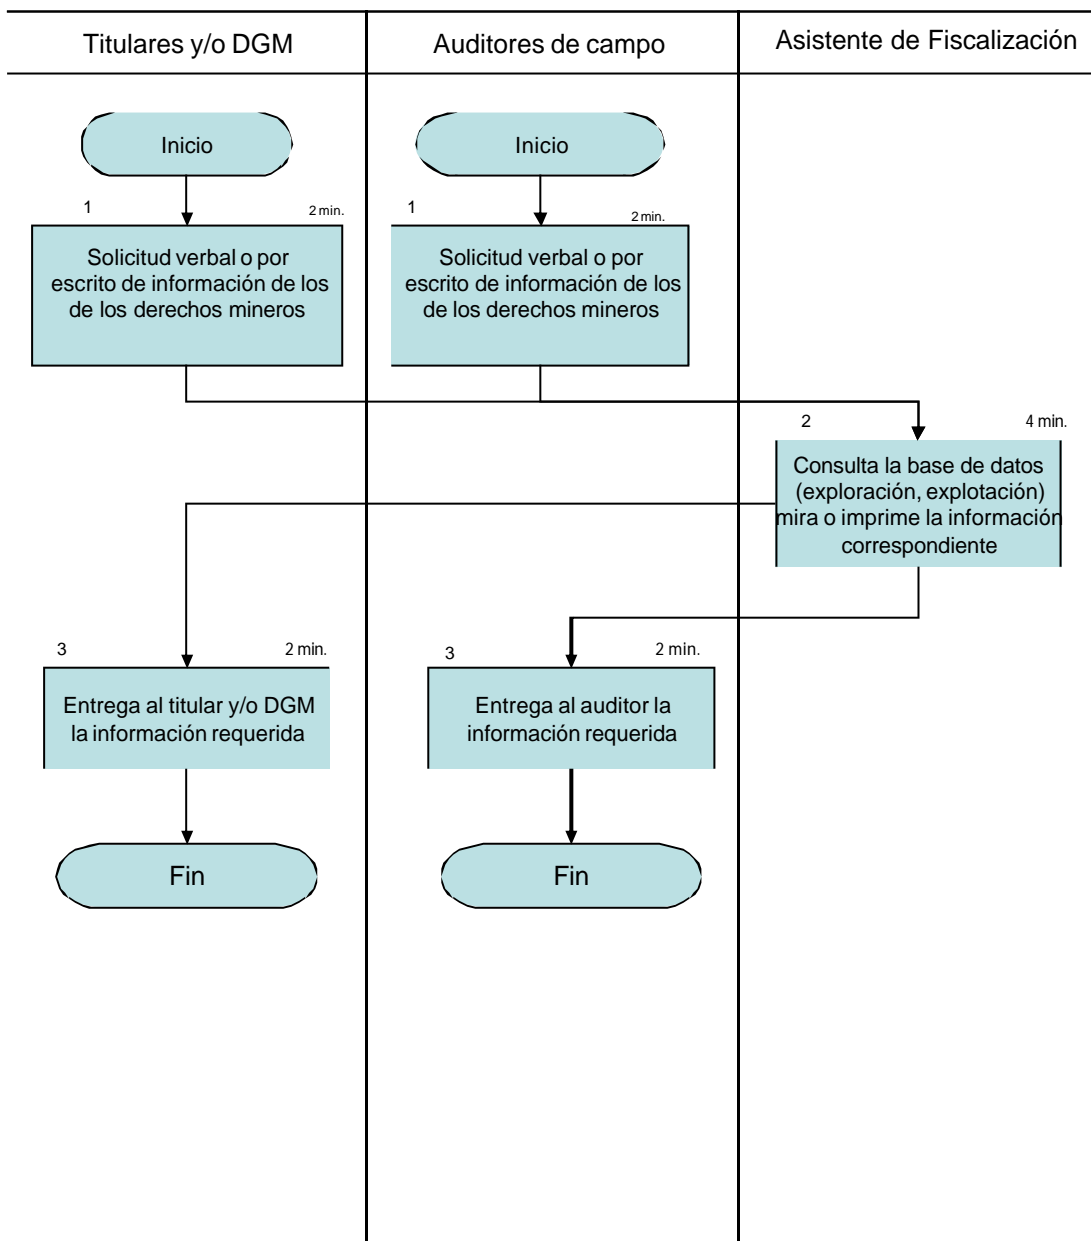 Titulares y/o DGM
Auditores de campo
Asistente de Fiscalización
Inicio
Inicio
1
2 min.
1
2 min.
Solicitud verbal o por
escrito de información de los
de los derechos mineros
Solicitud verbal o por
escrito de información de los
de los derechos mineros
2
4 min.
Consulta la base de datos
(exploración, explotación)
mira o imprime la información
correspondiente
3
2 min.
3
2 min.
Entrega al titular y/o DGM
la información requerida
Entrega al auditor la
información requerida
Fin
Fin